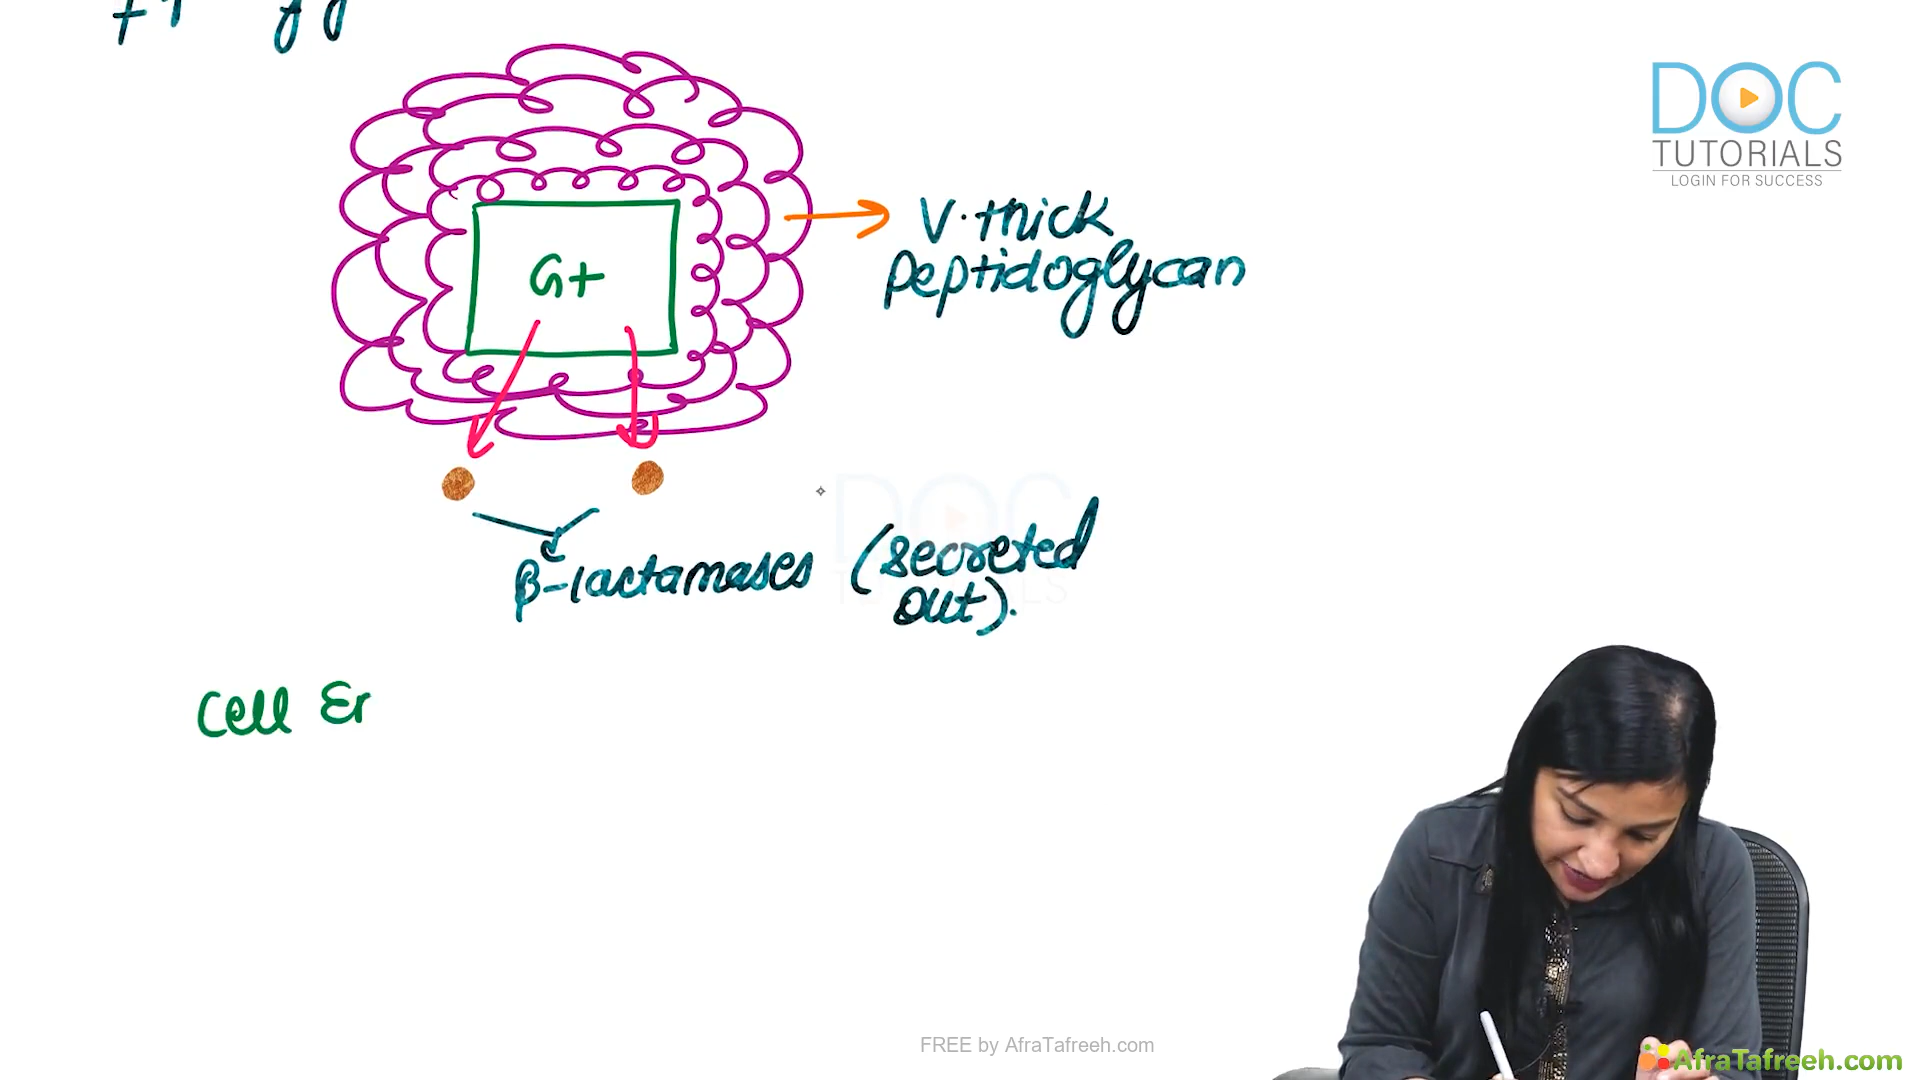 DOC
TUTORIALS
LOGIN FOR SUCCESS
V. thick
peptidoglycan
G+
β-lactamases (secreted
out).
Cell Er
FREE by AfraTafreeh.com
AfraTafreeh.com